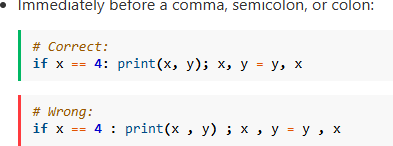 • Immediately before a comma, semicolon, or colon:
# Correct:
if x == 4: print(x, y); x, y = y, x
# Wrong:
if x == 4 : print(x , y) ; x , y = y , x